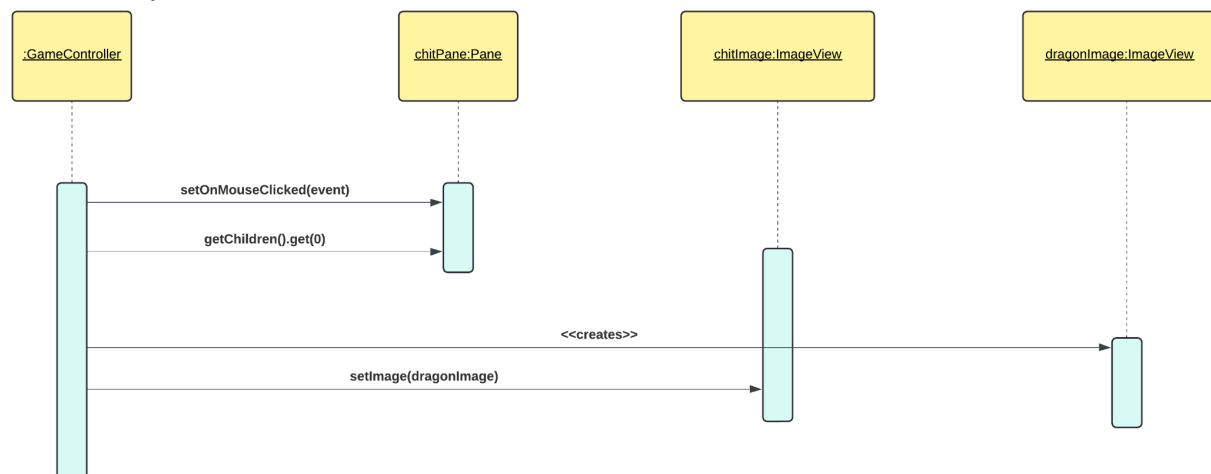 :GameController
chitPane:Pane
chitImage:ImageView
dragonImage:ImageView
setOnMouseClicked(event)
getChildren().get(0)
<<creates>>
setImage(dragonImage)